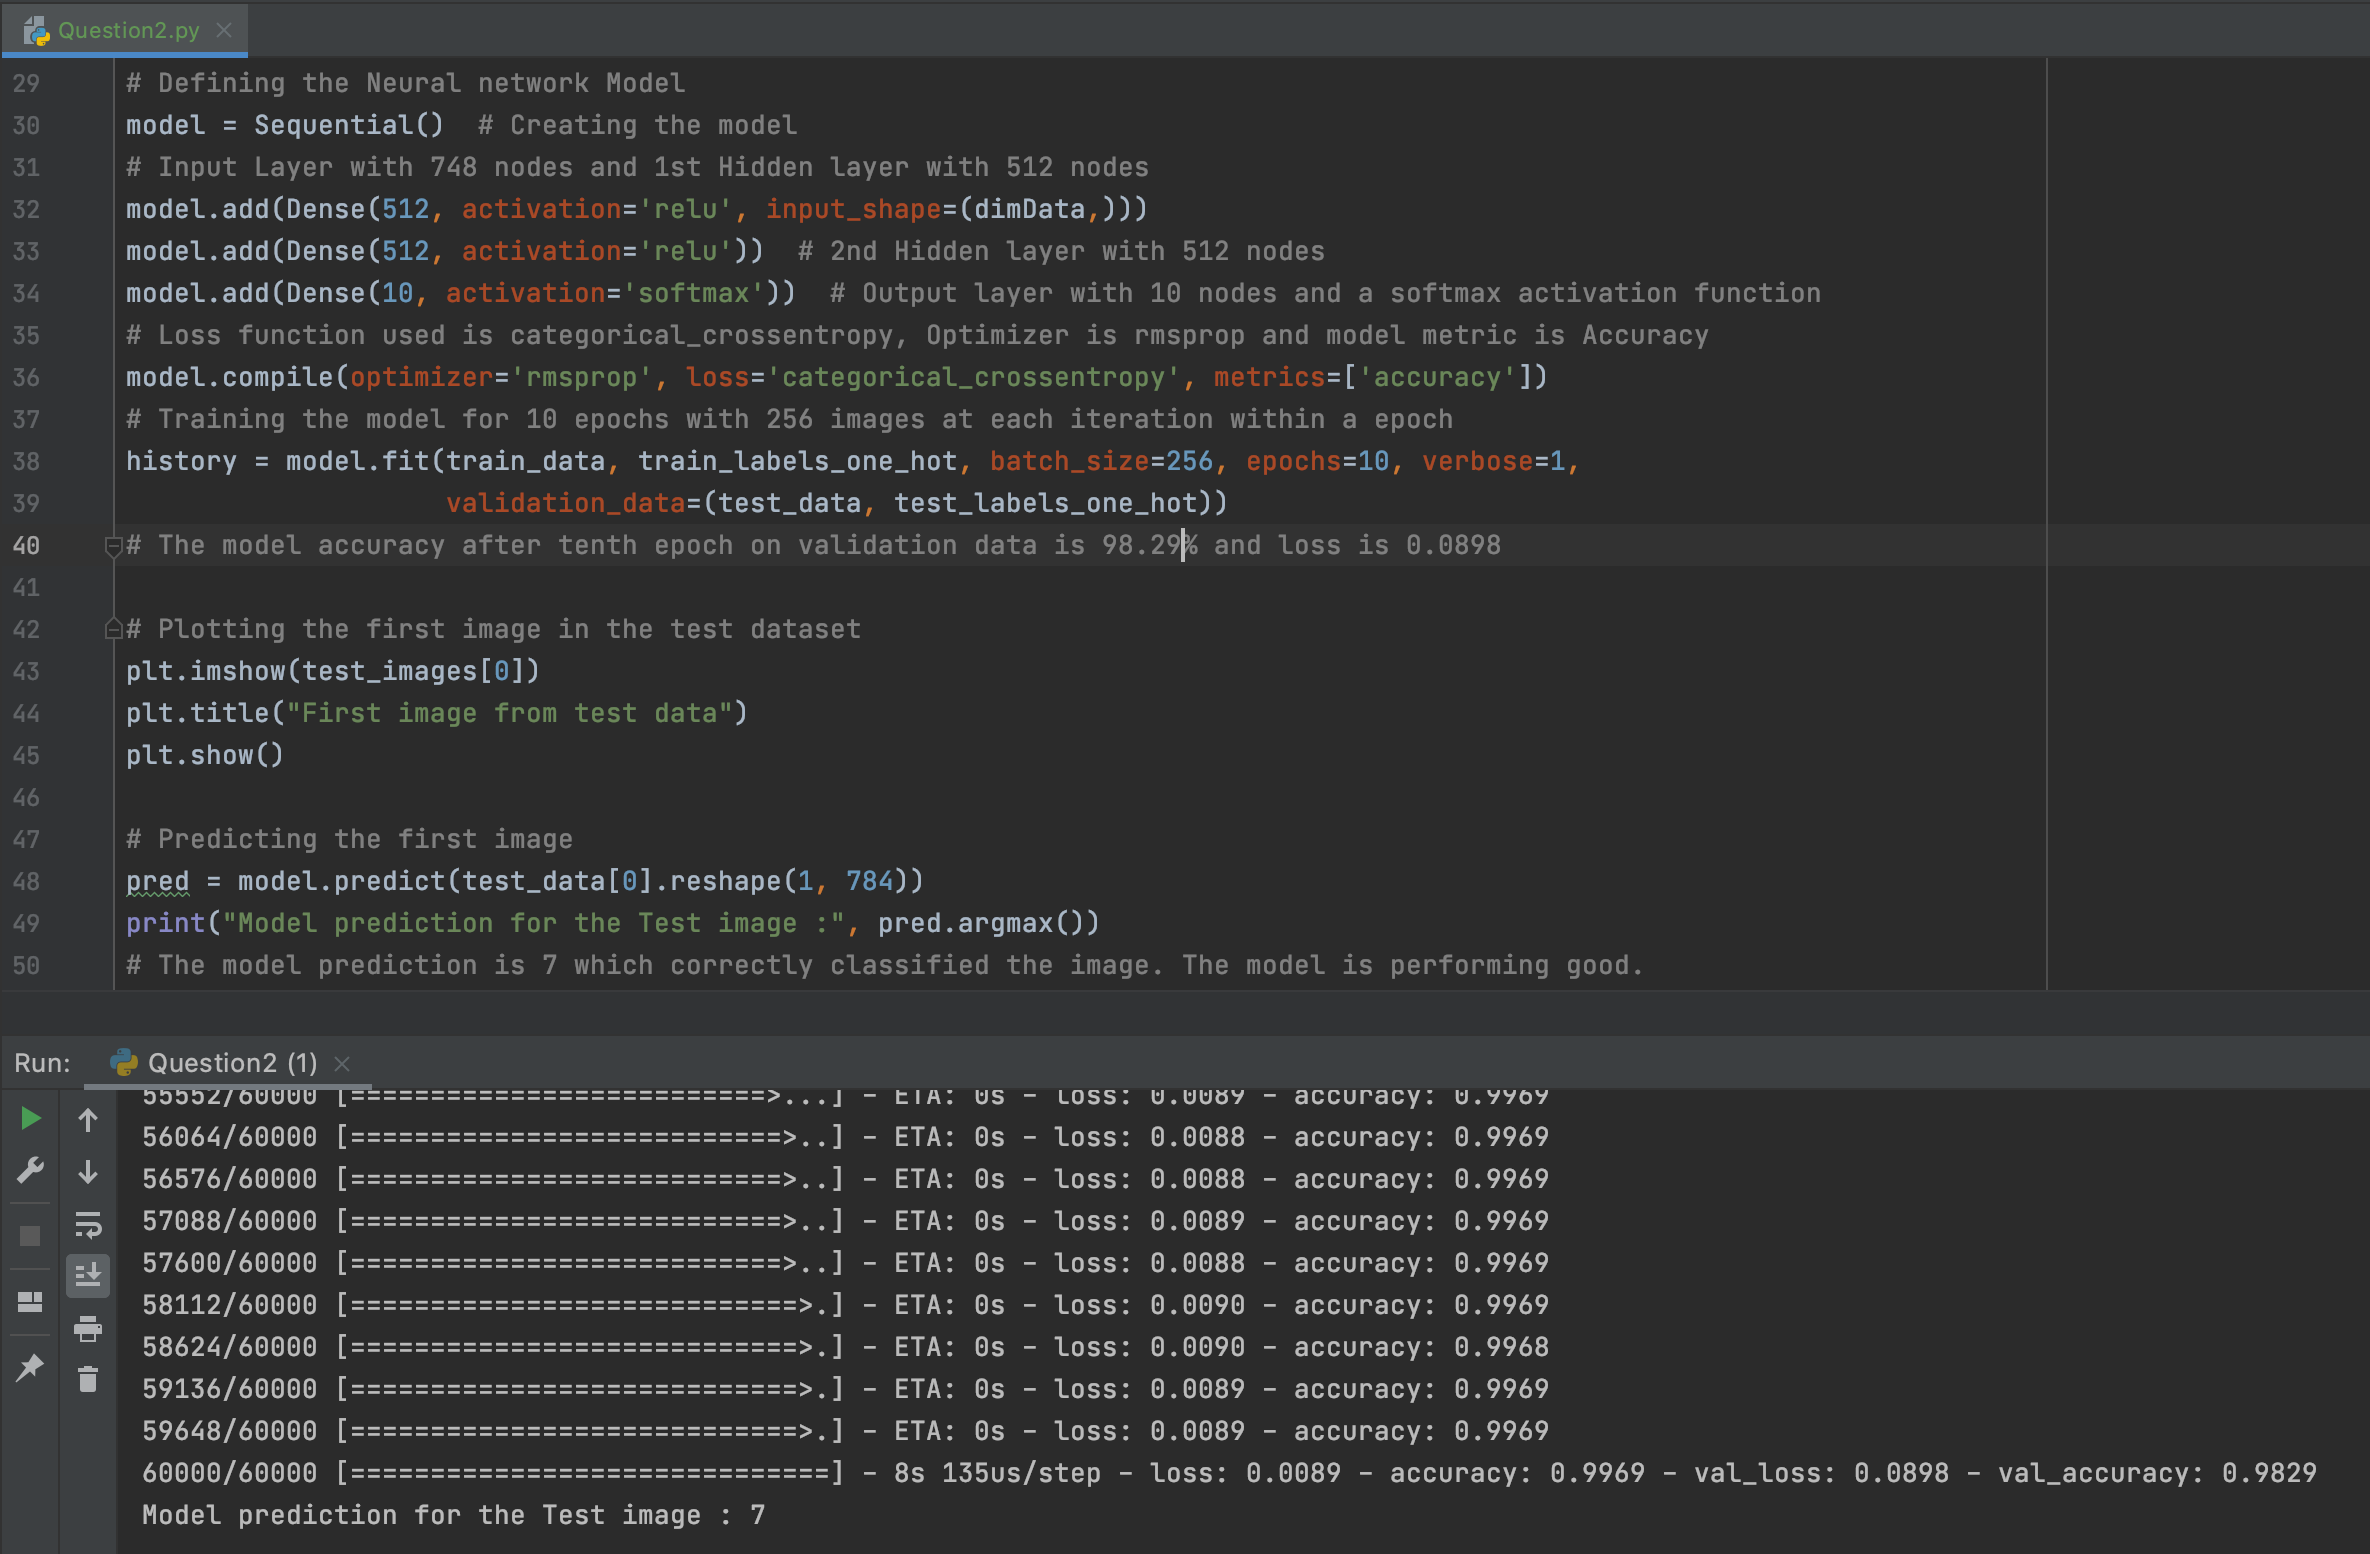 Question2.py
29 # Defining the Neural network Model
30 model = Sequential()  # Creating the model
31 # Input Layer with 748 nodes and 1st Hidden layer with 512 nodes
32 model.add(Dense(512, activation='relu', input_shape=(dimData,)))
33 model.add(Dense(512, activation='relu'))  # 2nd Hidden layer with 512 nodes
34 model.add(Dense(10, activation='softmax'))  # Output layer with 10 nodes and a softmax activation function
35 # Loss function used is categorical_crossentropy, Optimizer is rmsprop and model metric is Accuracy
36 model.compile(optimizer='rmsprop', loss='categorical_crossentropy', metrics=['accuracy'])
37 # Training the model for 10 epochs with 256 images at each iteration within a epoch
38 history = model.fit(train_data, train_labels_one_hot, batch_size=256, epochs=10, verbose=1,
39                     validation_data=(test_data, test_labels_one_hot))
40 # The model accuracy after tenth epoch on validation data is 98.29% and loss is 0.0898
41
42 # Plotting the first image in the test dataset
43 plt.imshow(test_images[0])
44 plt.title("First image from test data")
45 plt.show()
46
47 # Predicting the first image
48 pred = model.predict(test_data[0].reshape(1, 784))
49 print("Model prediction for the Test image :", pred.argmax())
50 # The model prediction is 7 which correctly classified the image. The model is performing good.
Run: Question2 (1)
55552/60000 [==========================>...] - ETA: 0s - loss: 0.0089 - accuracy: 0.9969
56064/60000 [===========================>..] - ETA: 0s - loss: 0.0088 - accuracy: 0.9969
56576/60000 [===========================>..] - ETA: 0s - loss: 0.0088 - accuracy: 0.9969
57088/60000 [===========================>..] - ETA: 0s - loss: 0.0089 - accuracy: 0.9969
57600/60000 [===========================>..] - ETA: 0s - loss: 0.0088 - accuracy: 0.9969
58112/60000 [============================>.] - ETA: 0s - loss: 0.0090 - accuracy: 0.9969
58624/60000 [============================>.] - ETA: 0s - loss: 0.0090 - accuracy: 0.9968
59136/60000 [============================>.] - ETA: 0s - loss: 0.0089 - accuracy: 0.9969
59648/60000 [============================>.] - ETA: 0s - loss: 0.0089 - accuracy: 0.9969
60000/60000 [==============================] - 8s 135us/step - loss: 0.0089 - accuracy: 0.9969 - val_loss: 0.0898 - val_accuracy: 0.9829
Model prediction for the Test image : 7